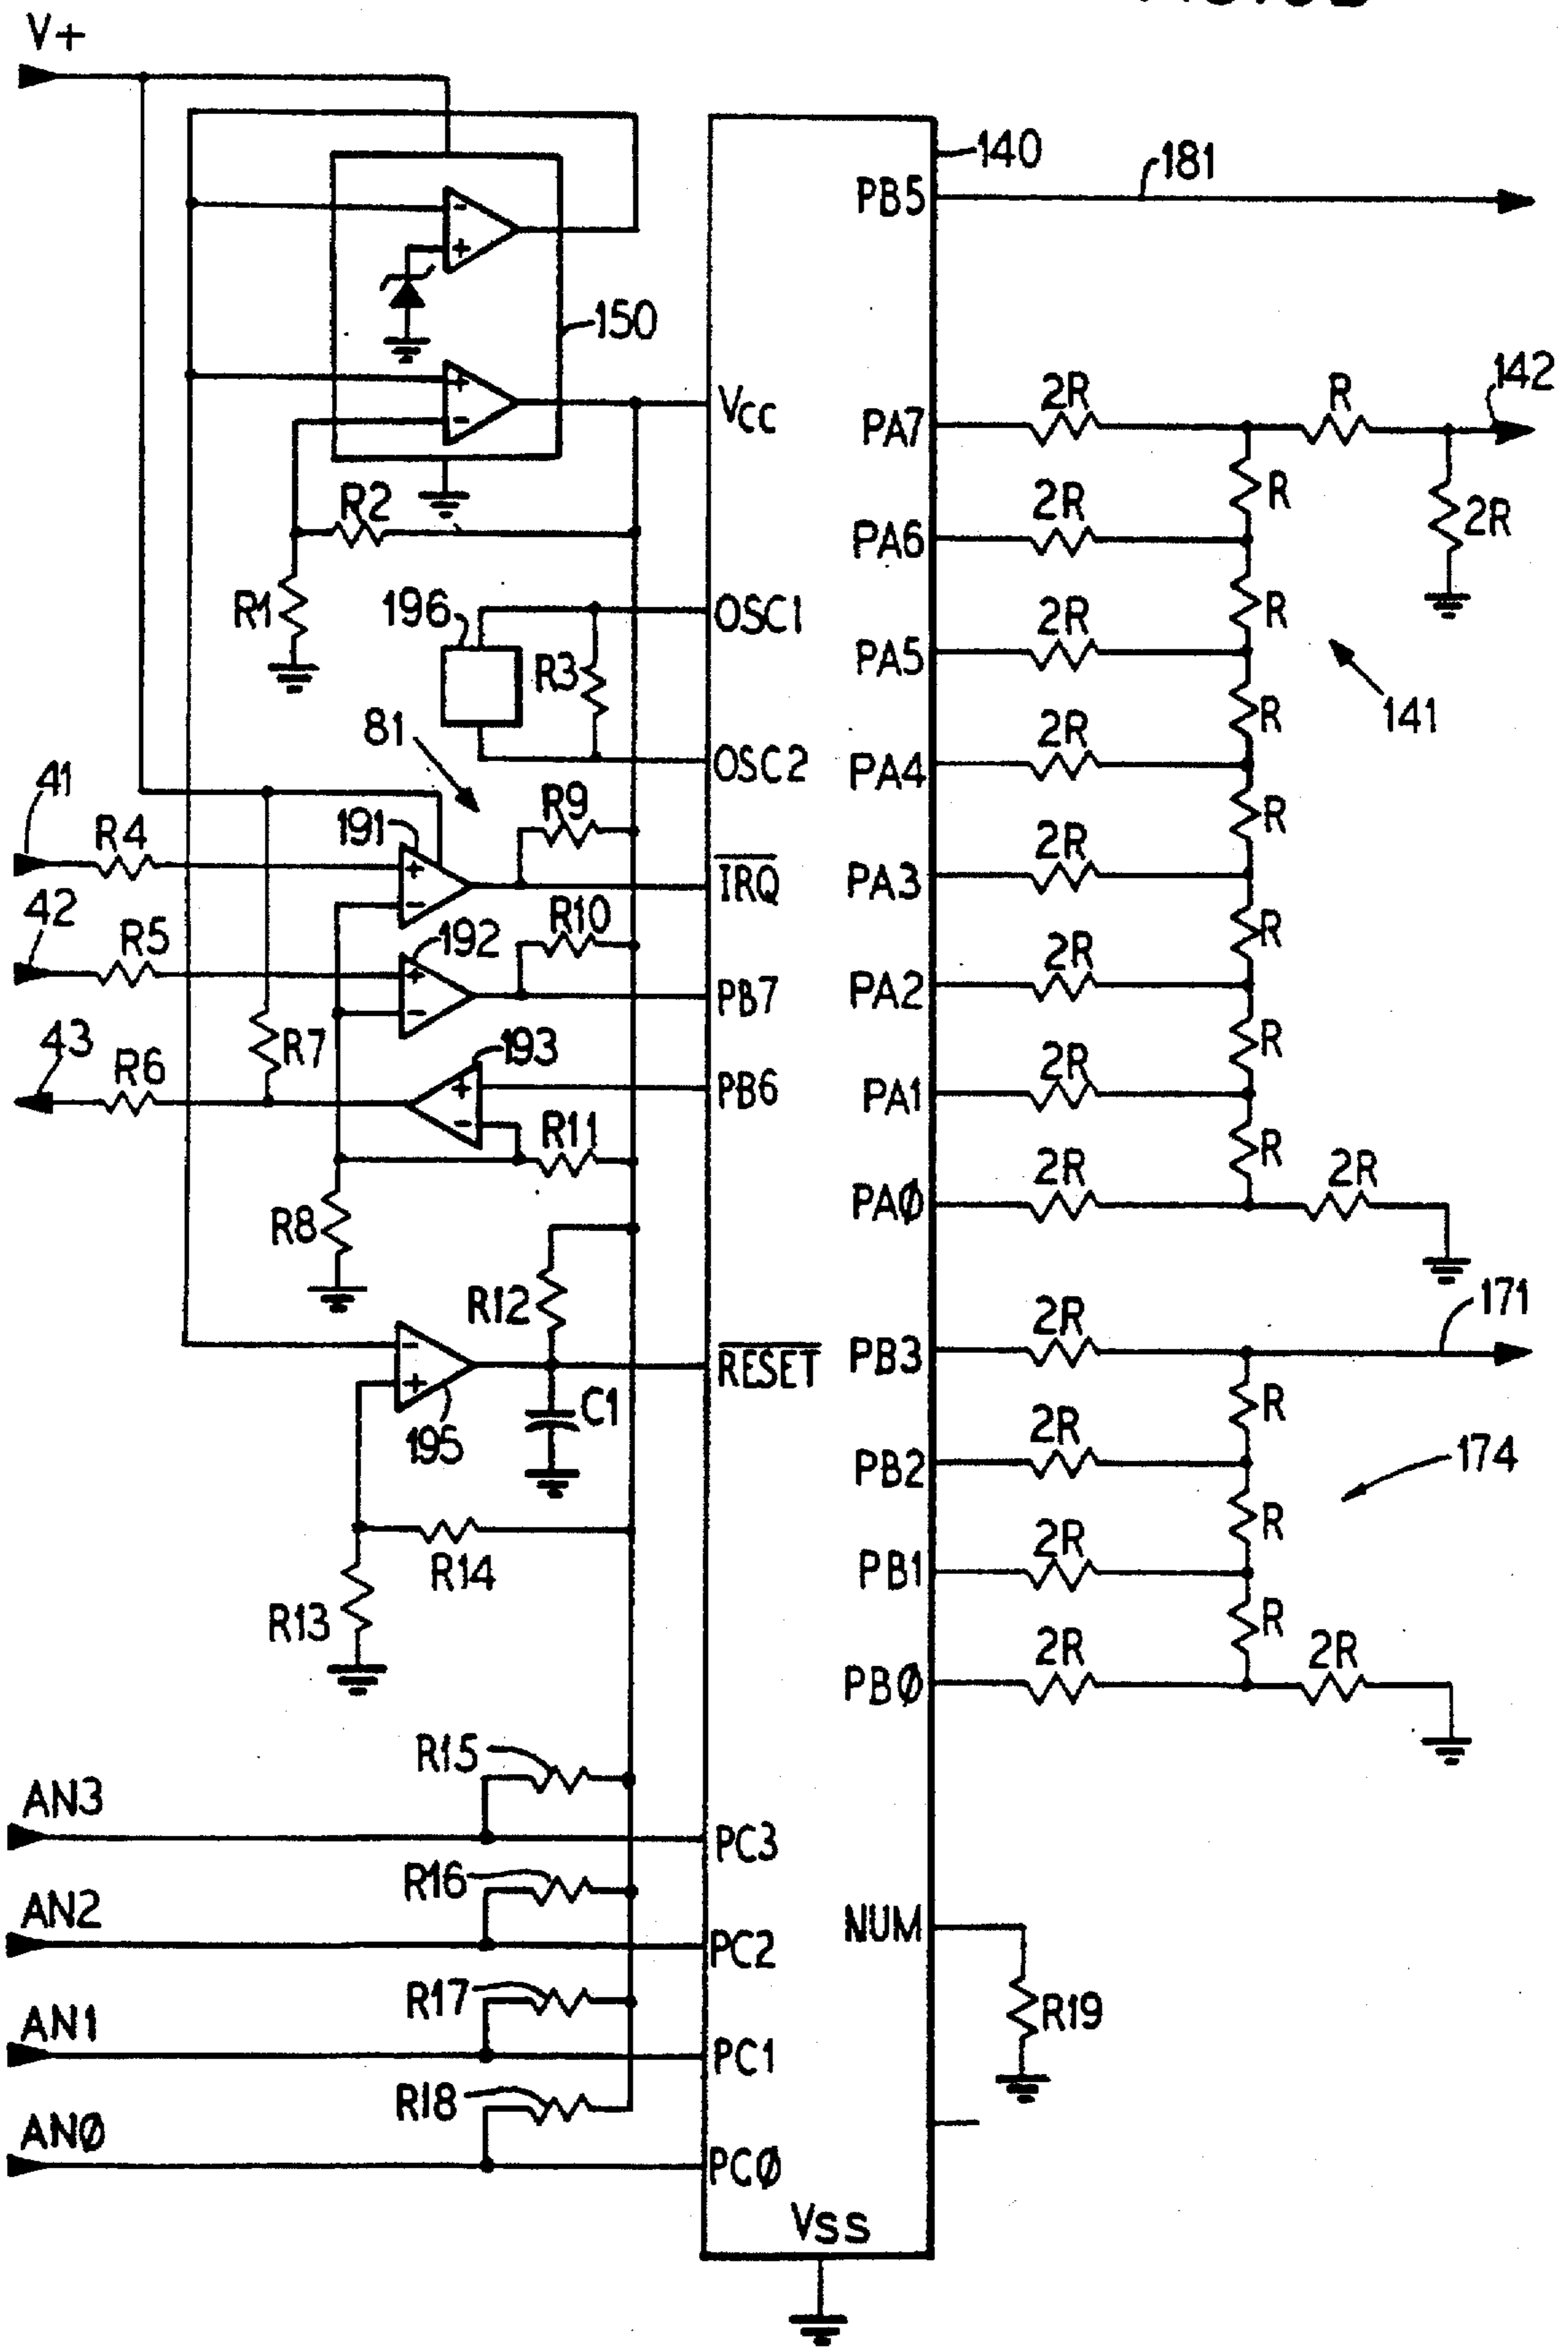 V+
140
181
PB5
150
VCC
PA7
2R
R
142
R2
R
2R
PA6
2R
R1
196
OSC1
R3
R
PA5
2R
141
81
OSC2
R
PA4
2R
41
R4
191
R9
R
PA3
2R
IRQ
42
R5
192
R10
R
PA2
2R
PB7
43
R6
R7
193
R
PA1
2R
PB6
R11
R
PAØ
2R
2R
R8
R12
171
RESET
PB3
2R
195
C1
R
PB2
2R
174
R14
R
PB1
2R
R13
R
PBØ
2R
2R
R15
AN3
PC3
R16
AN2
PC2
NUM
R17
AN1
PC1
R19
R18
ANØ
PCØ
VSS